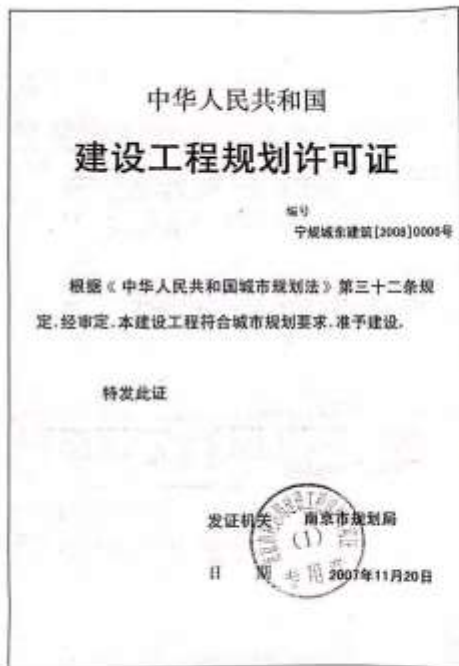 中华人民共和国
建设工程规划许可证
编号
宁规城东建筑[2008]0006号
根据《中华人民共和国城市规划法》第三十二条规
定,经审定,本建设工程符合城市规划要求,准予建设。
特发此证
发证机关 南京市规划局
(1)
专用章
日 期 2007年11月20日